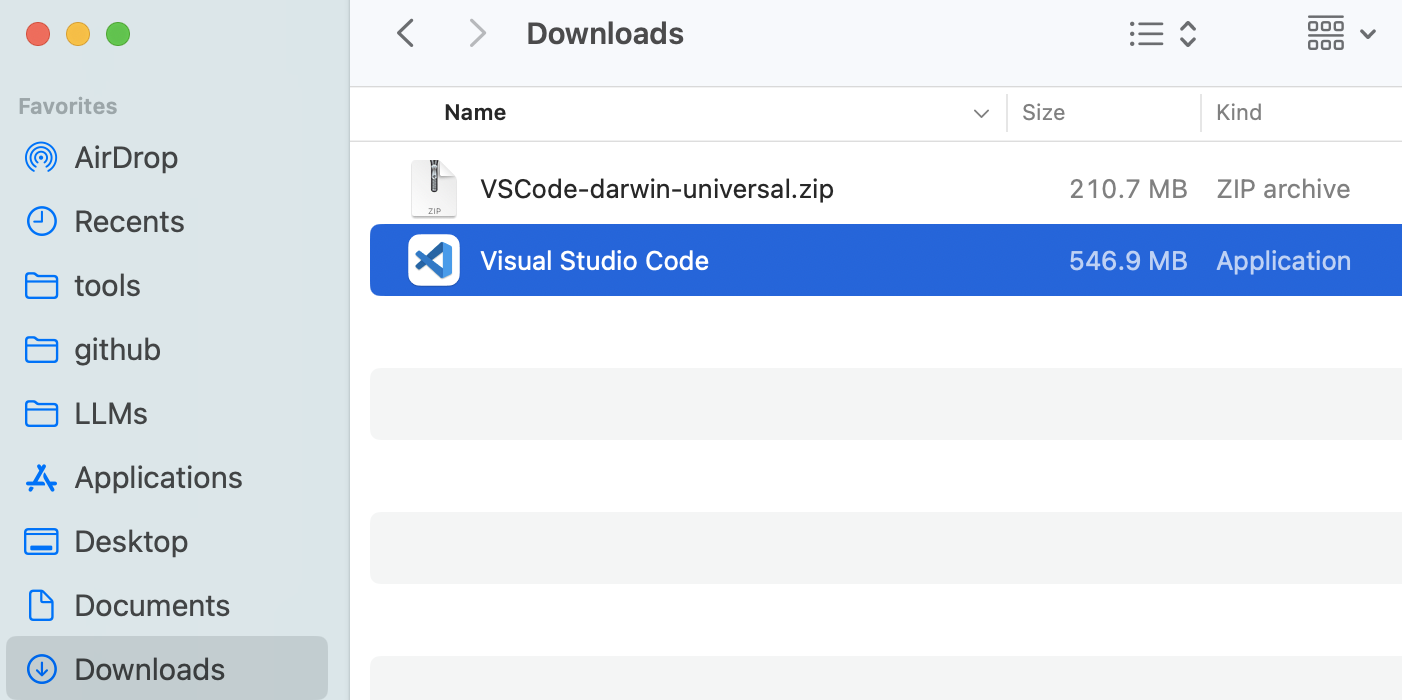 Downloads
Favorites
AirDrop
Recents
tools
github
LLMs
Applications
Desktop
Documents
Downloads
Name Size Kind
ZIP
VSCode-darwin-universal.zip 210.7 MB ZIP archive
Visual Studio Code 546.9 MB Application